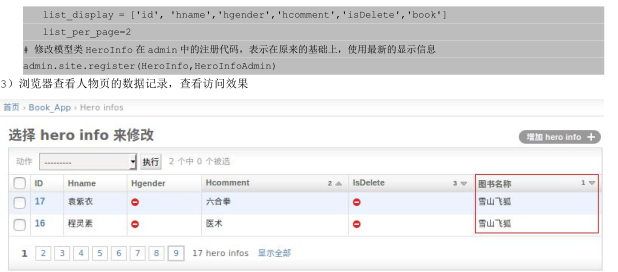 list_display = ['id', 'hname','hgender','hcomment','isDelete','book']
list_per_page=2
# 修改模型类 HeroInfo 在 admin 中的注册代码，表示在原来的基础上，使用最新的显示信息
admin.site.register(HeroInfo,HeroInfoAdmin)
3）浏览器查看人物页的数据记录，查看访问效果
首页 › Book_App › Hero infos
选择 hero info 来修改
增加 hero info +
动作 --------- 执行 2 个中 0 个被选
ID Hname Hgender Hcomment 2 IsDelete 3 图书名称 1
17 袁紫衣 六合拳 雪山飞狐
16 程灵素 医术 雪山飞狐
1 2 3 4 5 6 7 8 9 17 hero infos 显示全部